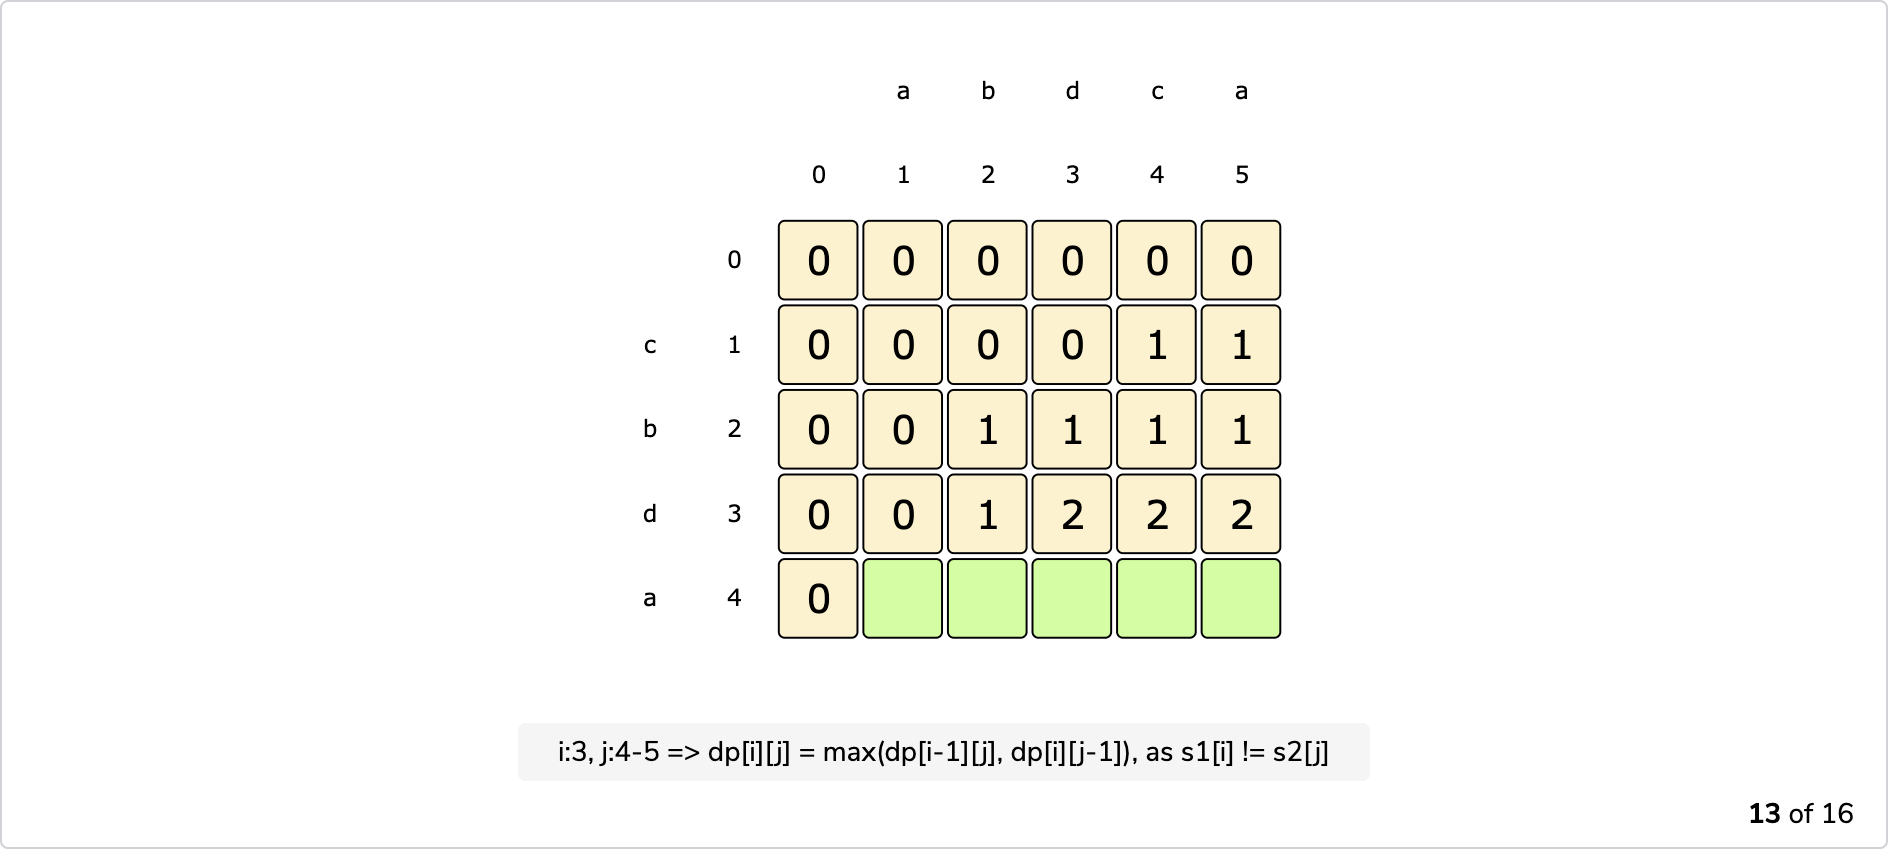 a b d c a
0 1 2 3 4 5
0 0 0 0 0 0 0
c 1 0 0 0 0 1 1
b 2 0 0 1 1 1 1
d 3 0 0 1 2 2 2
a 4 0
i:3, j:4-5 => dp[i][j] = max(dp[i-1][j], dp[i][j-1]), as s1[i] != s2[j]
13 of 16